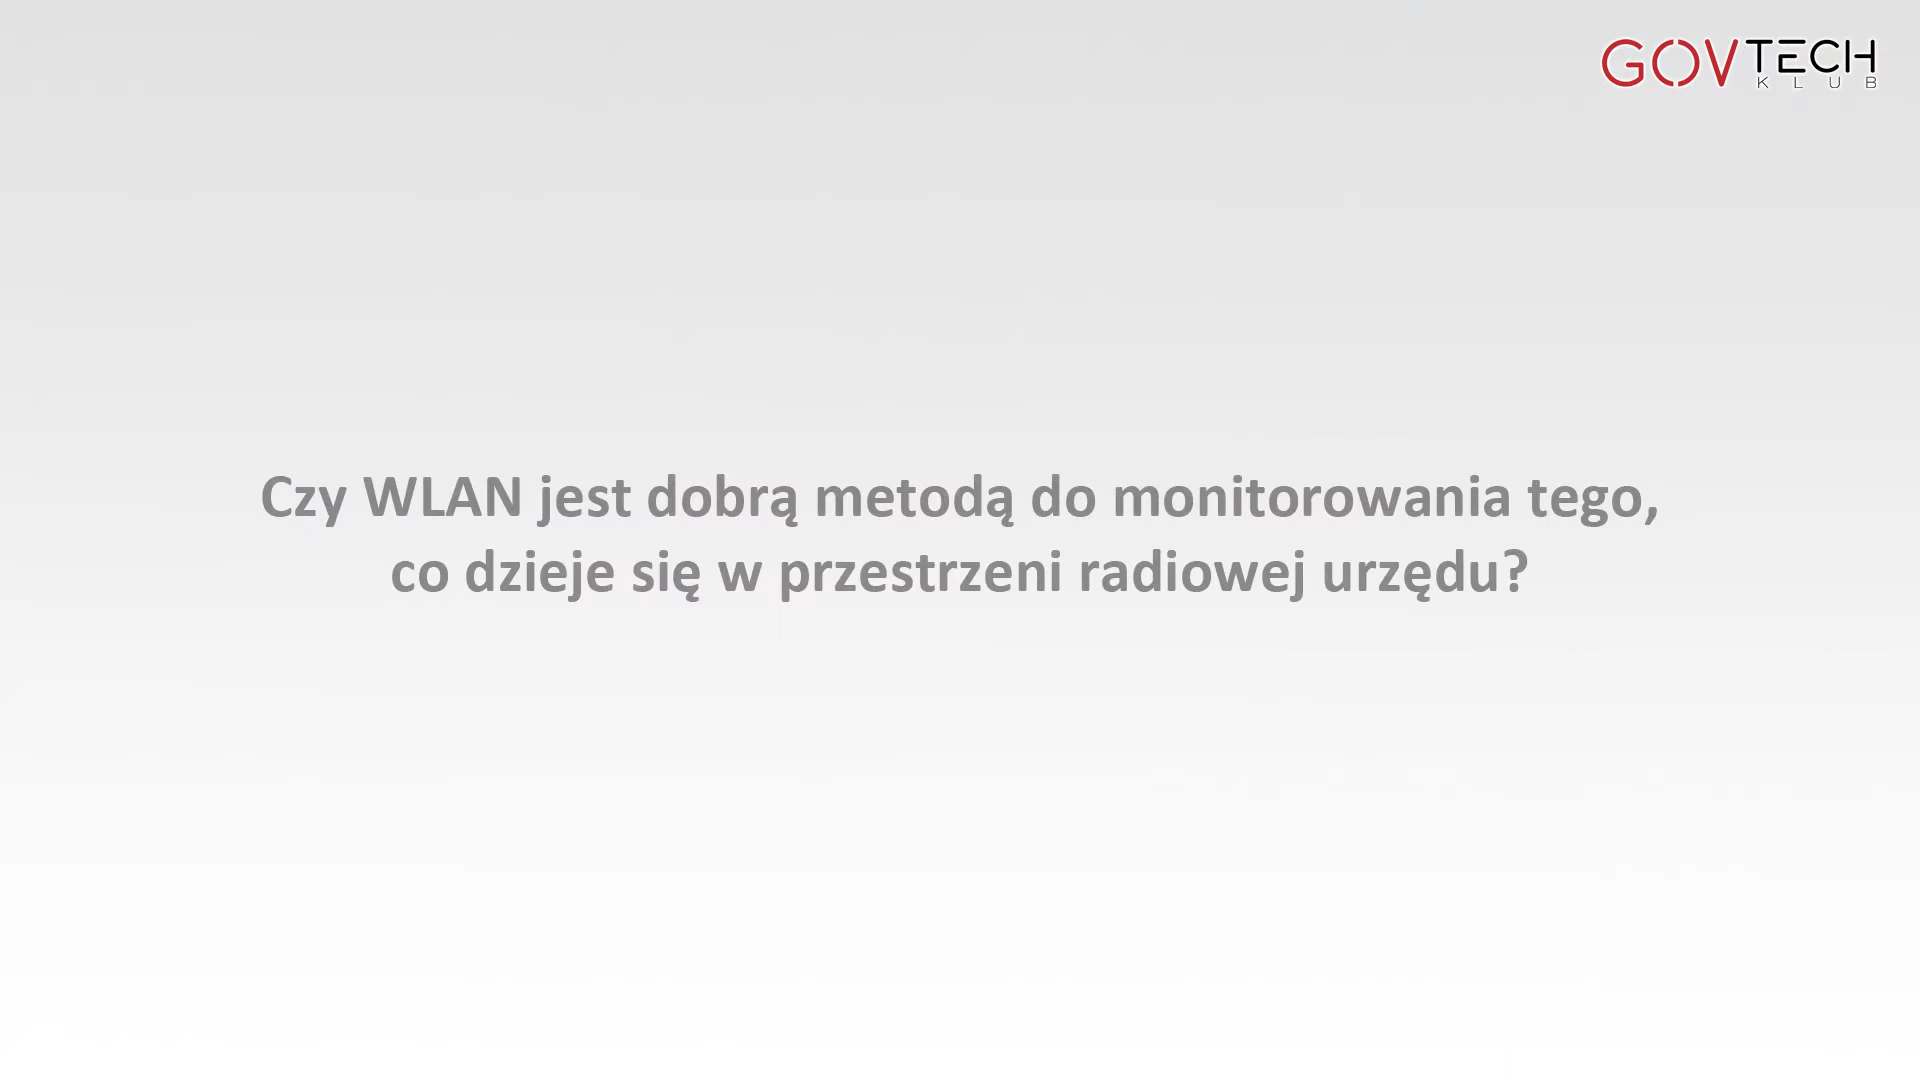 GOVTECH
KLUB
Czy WLAN jest dobrą metodą do monitorowania tego,
co dzieje się w przestrzeni radiowej urzędu?